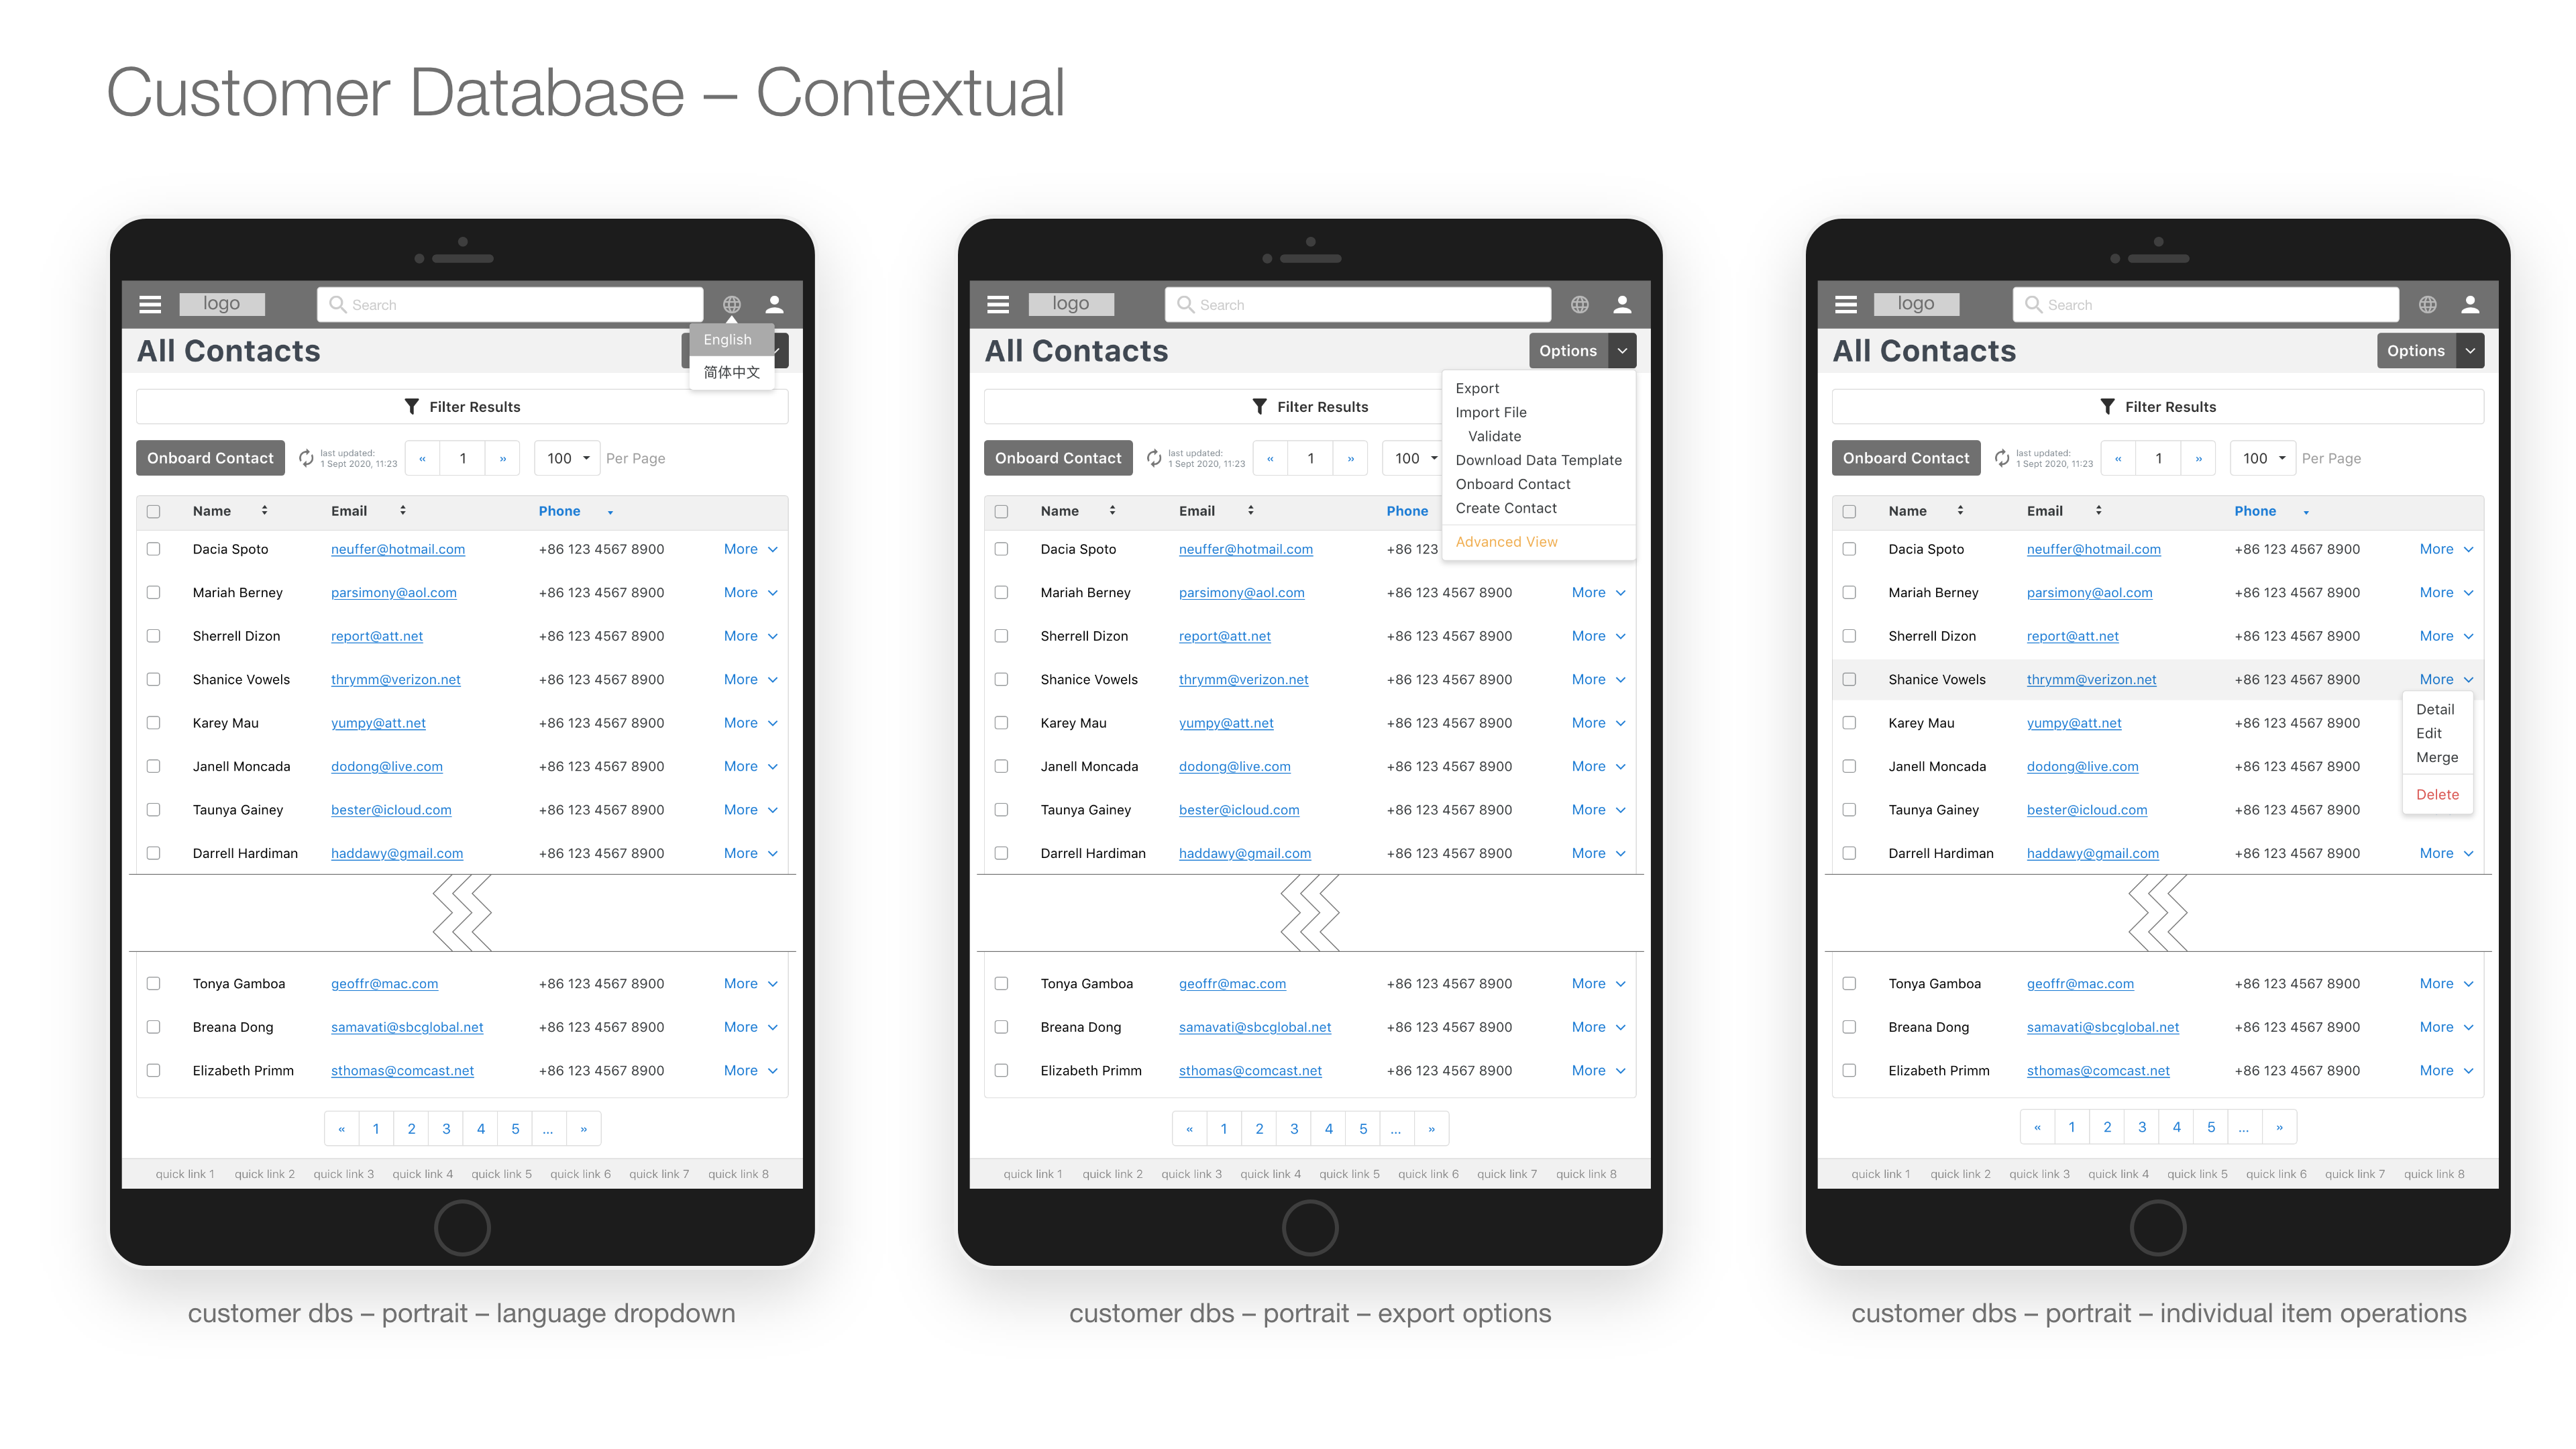 Customer Database – Contextual
logo
Search
English
简体中文
All Contacts
Filter Results
Onboard Contact
last updated:
1 Sept 2020, 11:23
« 1 »
100 Per Page
Name Email Phone
Dacia Spoto neuffer@hotmail.com +86 123 4567 8900 More
Mariah Berney parsimony@aol.com +86 123 4567 8900 More
Sherrell Dizon report@att.net +86 123 4567 8900 More
Shanice Vowels thrymm@verizon.net +86 123 4567 8900 More
Karey Mau yumpy@att.net +86 123 4567 8900 More
Janell Moncada dodong@live.com +86 123 4567 8900 More
Taunya Gainey bester@icloud.com +86 123 4567 8900 More
Darrell Hardiman haddawy@gmail.com +86 123 4567 8900 More
Tonya Gamboa geoffr@mac.com +86 123 4567 8900 More
Breana Dong samavati@sbcglobal.net +86 123 4567 8900 More
Elizabeth Primm sthomas@comcast.net +86 123 4567 8900 More
« 1 2 3 4 5 ... »
quick link 1 quick link 2 quick link 3 quick link 4 quick link 5 quick link 6 quick link 7 quick link 8
customer dbs – portrait – language dropdown
logo
Search
All Contacts
Options
Export
Import File
Validate
Download Data Template
Onboard Contact
Create Contact
Advanced View
Filter Results
Onboard Contact
last updated:
1 Sept 2020, 11:23
« 1 »
100
Name Email Phone
Dacia Spoto neuffer@hotmail.com +86 123
Mariah Berney parsimony@aol.com +86 123 4567 8900 More
Sherrell Dizon report@att.net +86 123 4567 8900 More
Shanice Vowels thrymm@verizon.net +86 123 4567 8900 More
Karey Mau yumpy@att.net +86 123 4567 8900 More
Janell Moncada dodong@live.com +86 123 4567 8900 More
Taunya Gainey bester@icloud.com +86 123 4567 8900 More
Darrell Hardiman haddawy@gmail.com +86 123 4567 8900 More
Tonya Gamboa geoffr@mac.com +86 123 4567 8900 More
Breana Dong samavati@sbcglobal.net +86 123 4567 8900 More
Elizabeth Primm sthomas@comcast.net +86 123 4567 8900 More
« 1 2 3 4 5 ... »
quick link 1 quick link 2 quick link 3 quick link 4 quick link 5 quick link 6 quick link 7 quick link 8
customer dbs – portrait – export options
logo
Search
All Contacts
Options
Filter Results
Onboard Contact
last updated:
1 Sept 2020, 11:23
« 1 »
100 Per Page
Name Email Phone
Dacia Spoto neuffer@hotmail.com +86 123 4567 8900 More
Mariah Berney parsimony@aol.com +86 123 4567 8900 More
Sherrell Dizon report@att.net +86 123 4567 8900 More
Shanice Vowels thrymm@verizon.net +86 123 4567 8900 More
Detail
Edit
Merge
Delete
Karey Mau yumpy@att.net +86 123 4567 8900
Janell Moncada dodong@live.com +86 123 4567 8900
Taunya Gainey bester@icloud.com +86 123 4567 8900
Darrell Hardiman haddawy@gmail.com +86 123 4567 8900 More
Tonya Gamboa geoffr@mac.com +86 123 4567 8900 More
Breana Dong samavati@sbcglobal.net +86 123 4567 8900 More
Elizabeth Primm sthomas@comcast.net +86 123 4567 8900 More
« 1 2 3 4 5 ... »
quick link 1 quick link 2 quick link 3 quick link 4 quick link 5 quick link 6 quick link 7 quick link 8
customer dbs – portrait – individual item operations